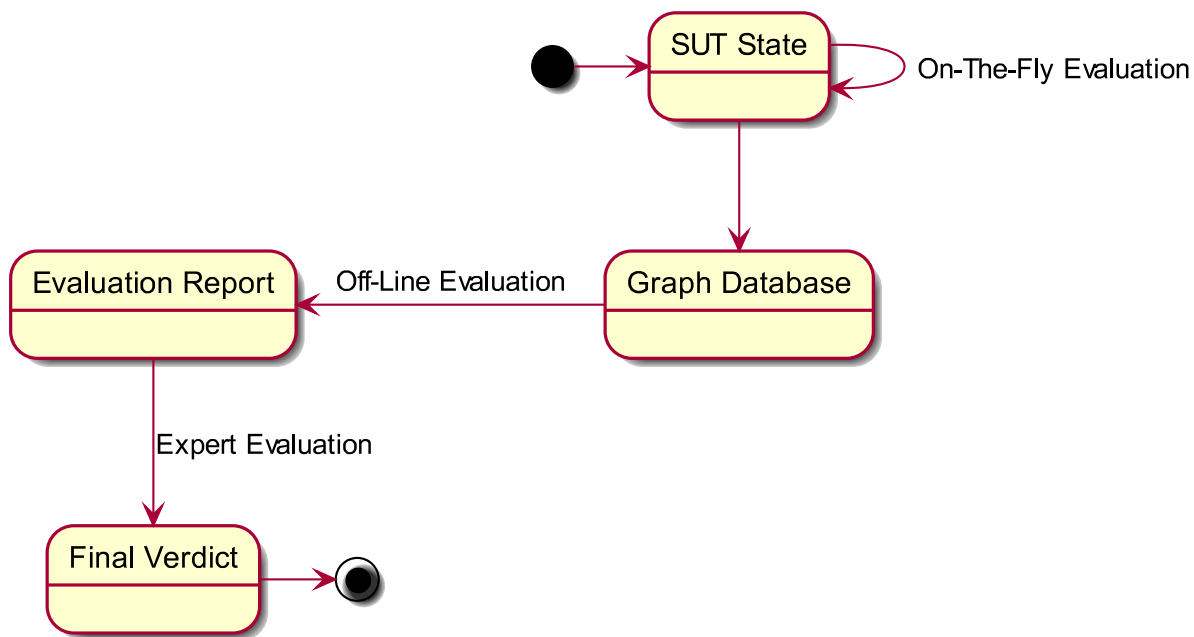 SUT State
On-The-Fly Evaluation
Evaluation Report
Off-Line Evaluation
Graph Database
Expert Evaluation
Final Verdict